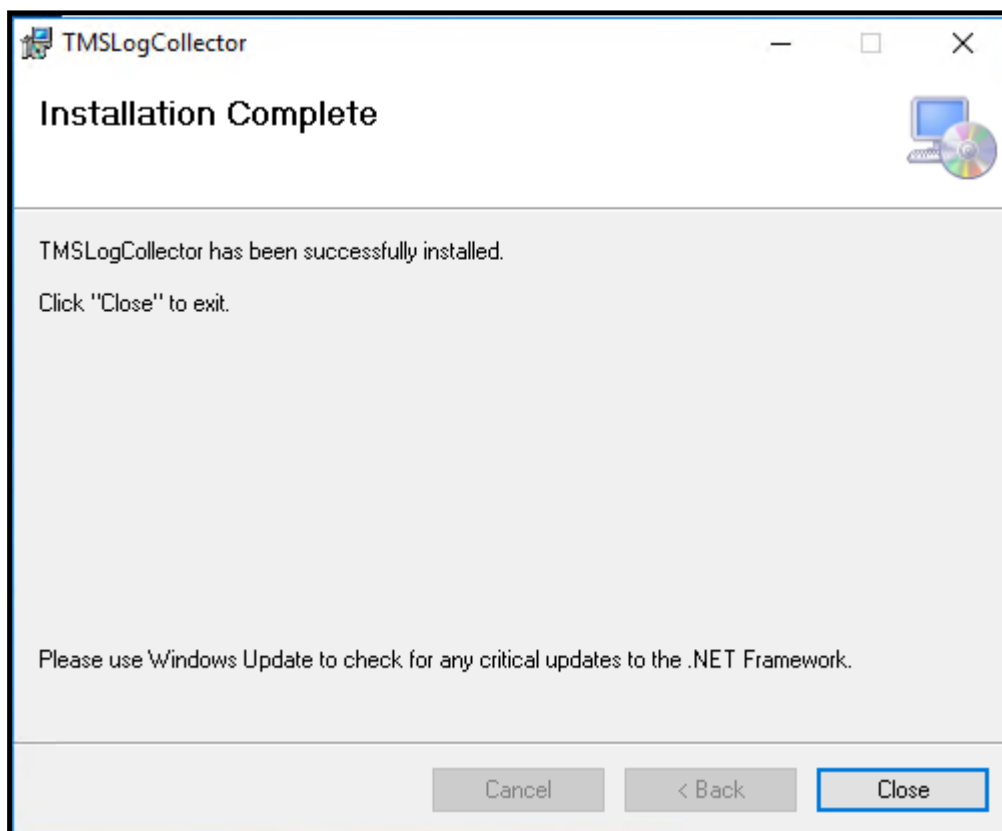 TMSLogCollector
Installation Complete
TMSLogCollector has been successfully installed.
Click "Close" to exit.
Please use Windows Update to check for any critical updates to the .NET Framework.
Cancel
< Back
Close